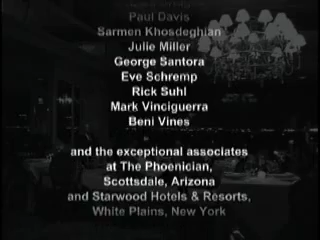 Paul Davis
Sarmen Khosdeghian
Julie Miller
George Santora
Eve Schremp
Rick Suhl
Mark Vinciguerra
Beni Vines
and the exceptional associates
at The Phoenician,
Scottsdale, Arizona
and Starwood Hotels & Resorts,
White Plains, New York